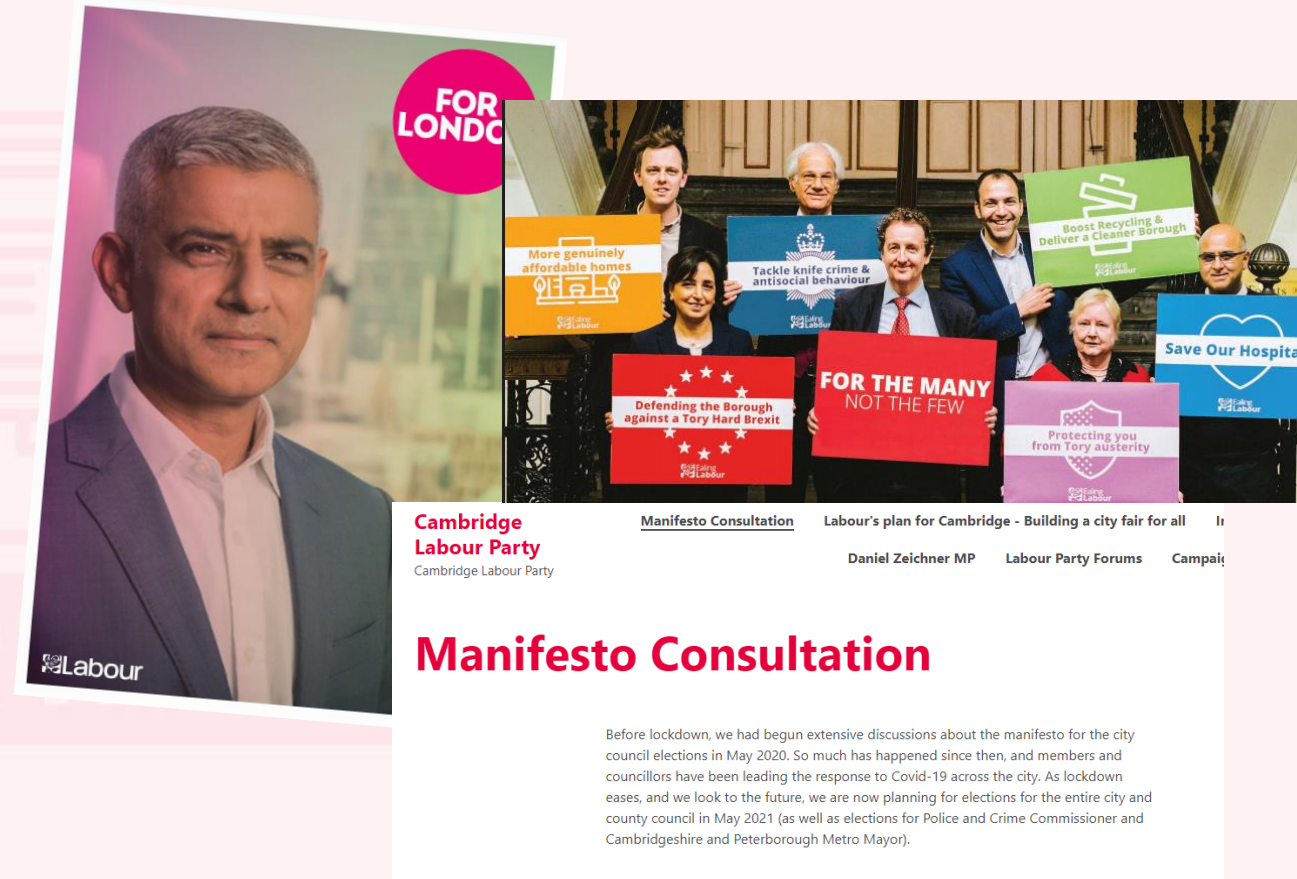 FOR
LONDO
Labour
More genuinely
affordable homes
Ealing
Labour
Tackle knife crime &
antisocial behaviour
Ealing
Labour
Boost Recycling &
Deliver a Cleaner Borough
Ealing
Labour
Defending the Borough
against a Tory Hard Brexit
Ealing
Labour
FOR THE MANY
NOT THE FEW
Save Our Hospita
Ealing
Labour
Protecting you
from Tory austerity
Ealing
Labour
Cambridge
Labour Party
Cambridge Labour Party
Manifesto Consultation Labour's plan for Cambridge - Building a city fair for all
Daniel Zeichner MP Labour Party Forums Campaig
Manifesto Consultation
Before lockdown, we had begun extensive discussions about the manifesto for the city
council elections in May 2020. So much has happened since then, and members and
councillors have been leading the response to Covid-19 across the city. As lockdown
eases, and we look to the future, we are now planning for elections for the entire city and
county council in May 2021 (as well as elections for Police and Crime Commissioner and
Cambridgeshire and Peterborough Metro Mayor).